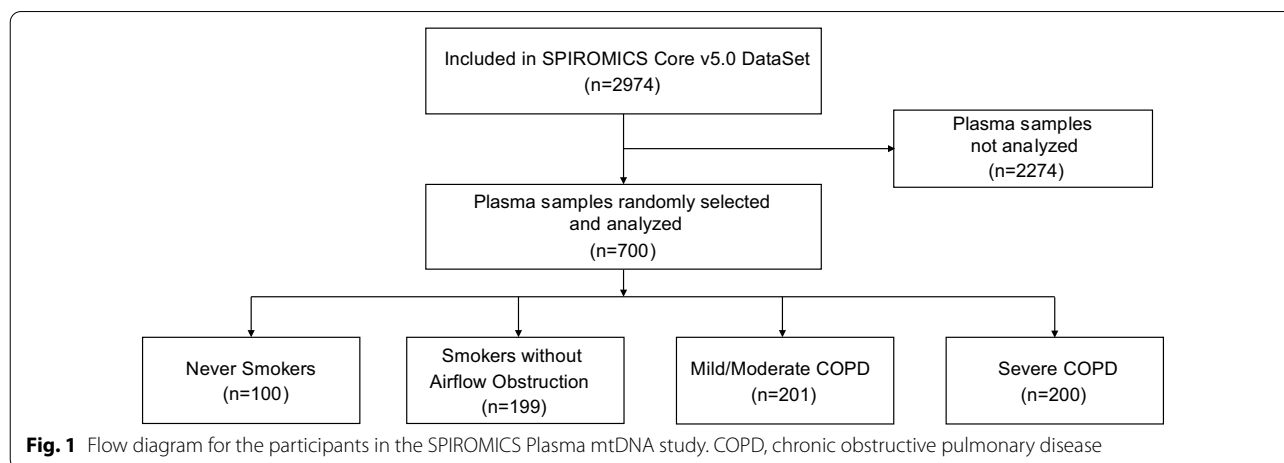 Included in SPIROMICS Core v5.0 DataSet
(n=2974)
Plasma samples
not analyzed
(n=2274)
Plasma samples randomly selected
and analyzed
(n=700)
Never Smokers
(n=100)
Smokers without
Airflow Obstruction
(n=199)
Mild/Moderate COPD
(n=201)
Severe COPD
(n=200)
Fig. 1 Flow diagram for the participants in the SPIROMICS Plasma mtDNA study. COPD, chronic obstructive pulmonary disease